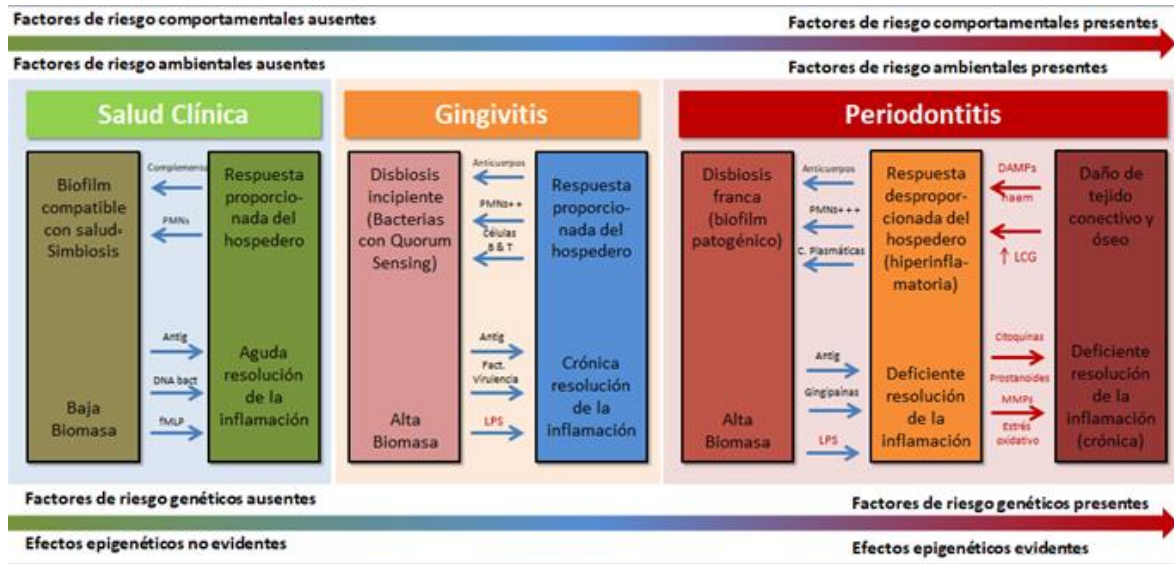 Factores de riesgo comportamentales ausentes
Factores de riesgo comportamentales presentes
Factores de riesgo ambientales ausentes
Factores de riesgo ambientales presentes
Salud Clínica
Biofilm
compatible
con salud=
Simbiosis
Baja
Biomasa
Complemento
PMNs
Antig
DNA bact
fMLP
Respuesta
proporcio-
nada del
hospedero
Aguda
resolución
de la
inflamación
Gingivitis
Disbiosis
incipiente
(Bacterias
con Quorum
Sensing)
Alta
Biomasa
Anticuerpos
PMNs++
Células
B & T
Antig
Fact.
Virulencia
LPS
Respuesta
proporcio-
nada del
hospedero
Crónica
resolución
de la
inflamación
Periodontitis
Disbiosis
franca
(biofilm
patogénico)
Alta
Biomasa
Anticuerpos
PMNs+++
C. Plasmáticas
Antig
Gingipaínas
LPS
Respuesta
despropor-
cionada del
hospedero
(hiperinfla-
matoria)
Deficiente
resolución
de la
inflamación
DAMPs
haem
↑ LCG
Citoquinas
Prostanoides
MMPs
Estrés
oxidativo
Daño de
tejido
conectivo y
óseo
Deficiente
resolución
de la
inflamación
(crónica)
Factores de riesgo genéticos ausentes
Factores de riesgo genéticos presentes
Efectos epigenéticos no evidentes
Efectos epigenéticos evidentes